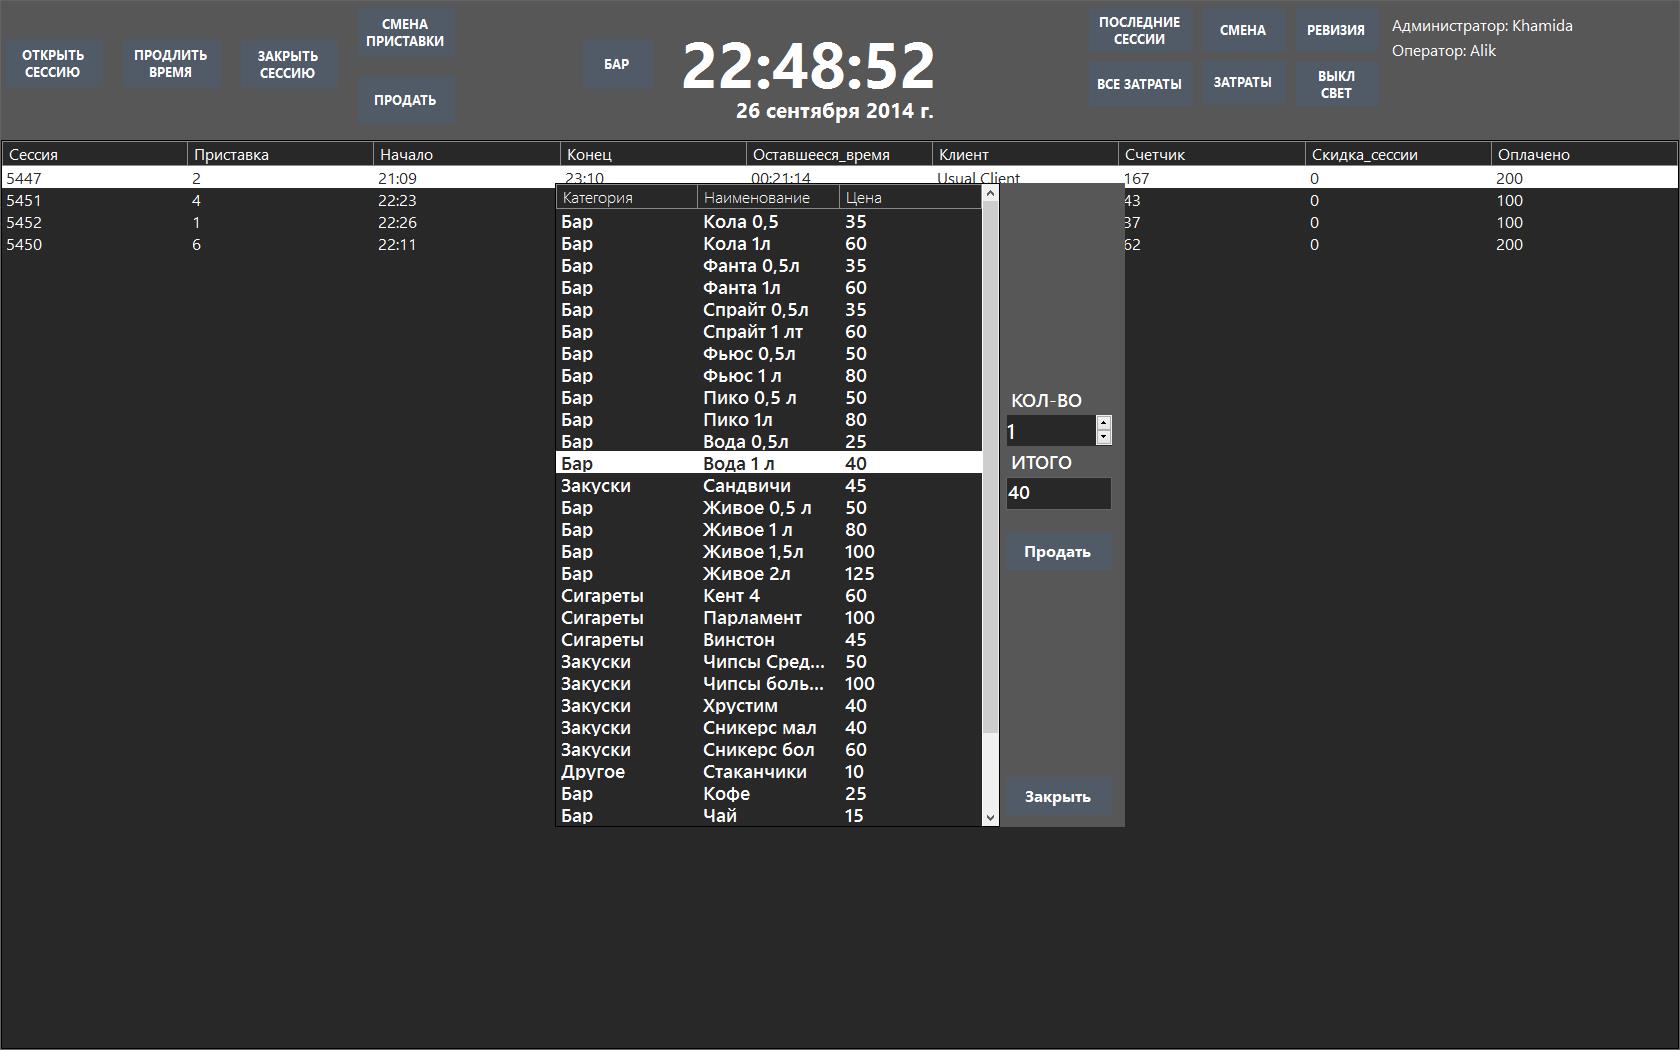 ОТКРЫТЬ СЕССИЮ
ПРОДЛИТЬ ВРЕМЯ
ЗАКРЫТЬ СЕССИЮ
СМЕНА ПРИСТАВКИ
ПРОДАТЬ
БАР
22:48:52
26 сентября 2014 г.
ПОСЛЕДНИЕ СЕССИИ
СМЕНА
РЕВИЗИЯ
ВСЕ ЗАТРАТЫ
ЗАТРАТЫ
ВЫКЛ СВЕТ
Администратор: Khamida
Оператор: Alik
Сессия Приставка Начало Конец Оставшееся_время Клиент Счетчик Скидка_сессии Оплачено
5447 2 21:09 23:10 00:21:14 Usual Client 167 0 200
5451 4 22:23 43 0 100
5452 1 22:26 37 0 100
5450 6 22:11 62 0 200
Категория Наименование Цена
Бар Кола 0,5 35
Бар Кола 1л 60
Бар Фанта 0,5л 35
Бар Фанта 1л 60
Бар Спрайт 0,5л 35
Бар Спрайт 1 лт 60
Бар Фьюс 0,5л 50
Бар Фьюс 1 л 80
Бар Пико 0,5 л 50
Бар Пико 1л 80
Бар Вода 0,5л 25
Бар Вода 1 л 40
Закуски Сандвичи 45
Бар Живое 0,5 л 50
Бар Живое 1 л 80
Бар Живое 1,5л 100
Бар Живое 2л 125
Сигареты Кент 4 60
Сигареты Парламент 100
Сигареты Винстон 45
Закуски Чипсы Сред... 50
Закуски Чипсы боль... 100
Закуски Хрустим 40
Закуски Сникерс мал 40
Закуски Сникерс бол 60
Другое Стаканчики 10
Бар Кофе 25
Бар Чай 15
КОЛ-ВО
1
ИТОГО
40
Продать
Закрыть